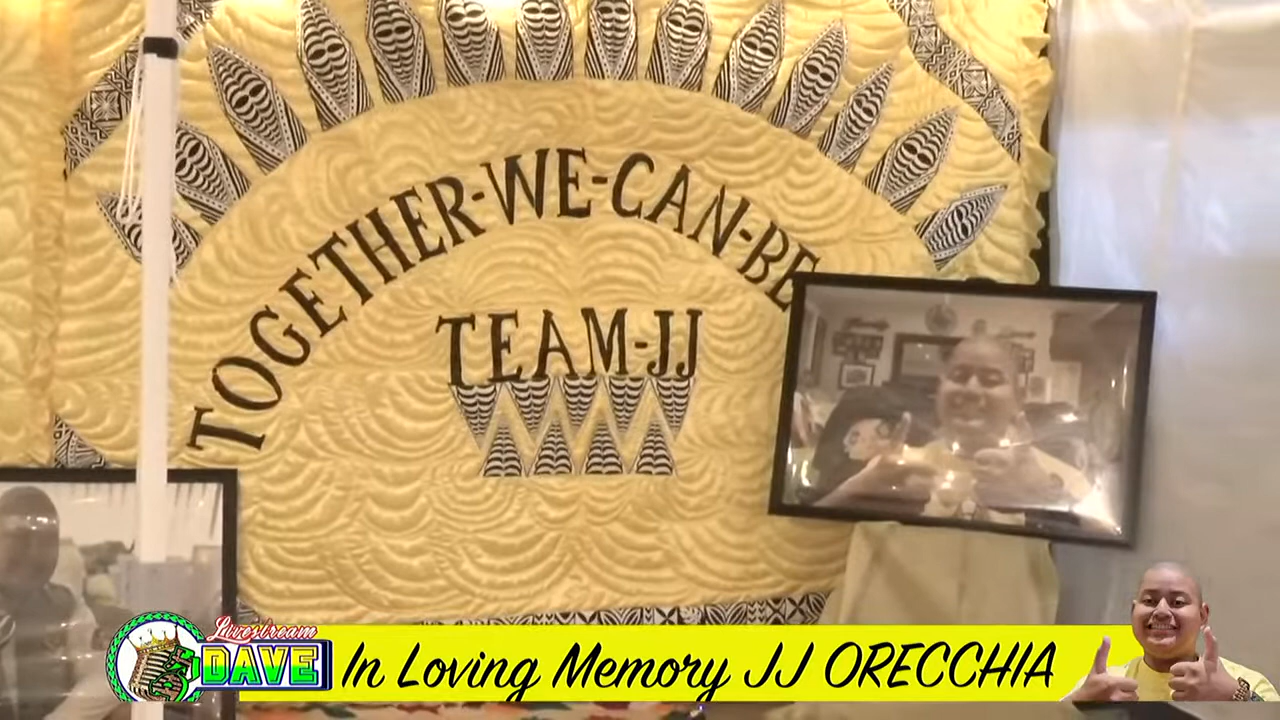 TOGETHER-WE-CAN-BE
TEAM-JJ
Livestream
DAVE
In Loving Memory JJ ORECCHIA